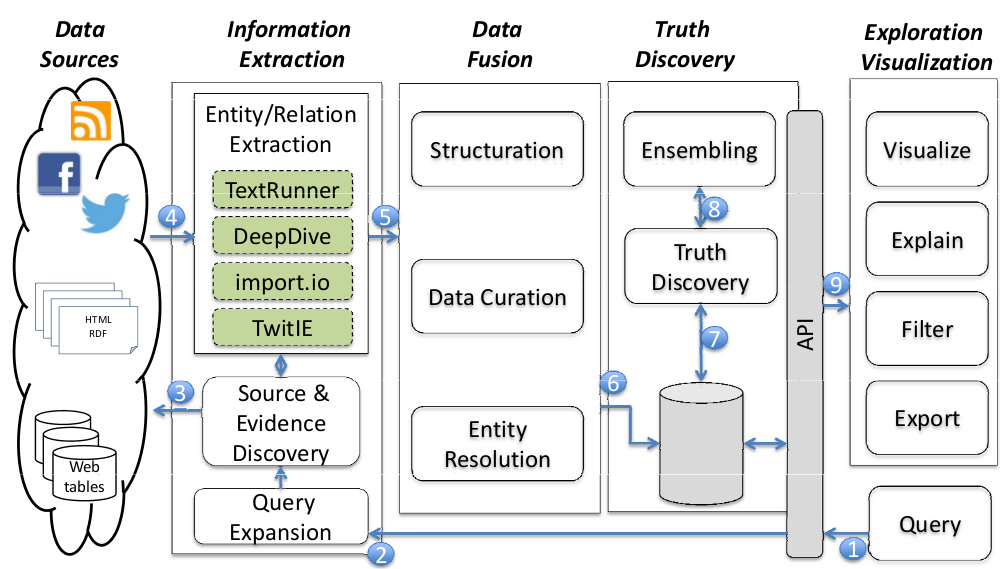 Data
Sources
Information
Extraction
Data
Fusion
Truth
Discovery
Exploration
Visualization
f
HTML
RDF
Web
tables
4
3
Entity/Relation
Extraction
TextRunner
DeepDive
import.io
TwitIE
Source &
Evidence
Discovery
Query
Expansion
2
5
Structuration
Data Curation
Entity
Resolution
6
Ensembling
8
Truth
Discovery
7
API
9
Visualize
Explain
Filter
Export
1
Query